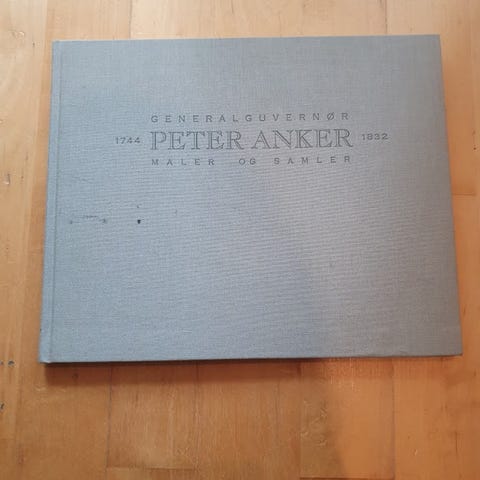 GENERALGUVERNØR
1744 PETER ANKER 1832
MALER OG SAMLER